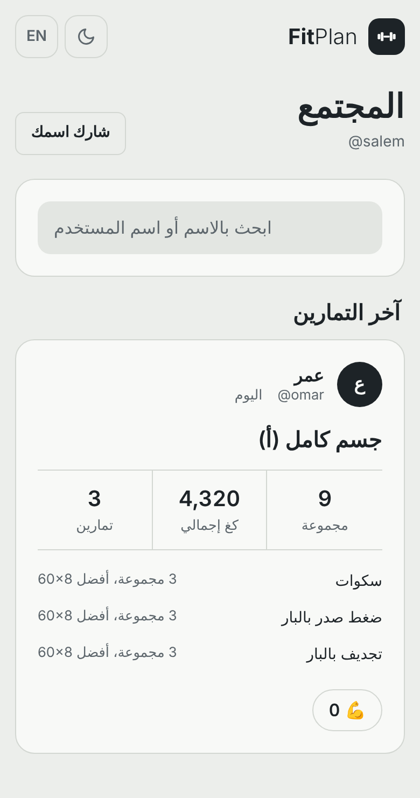 FitPlan
EN
المجتمع
@salem
شارك اسمك
ابحث بالاسم أو اسم المستخدم
آخر التمارين
ع
عمر
@omar اليوم
جسم كامل (أ)
9 4,320 3
مجموعة كغ إجمالي تمارين
سكوات 3 مجموعة، أفضل 8×60
ضغط صدر بالبار 3 مجموعة، أفضل 8×60
تجديف بالبار 3 مجموعة، أفضل 8×60
💪 0